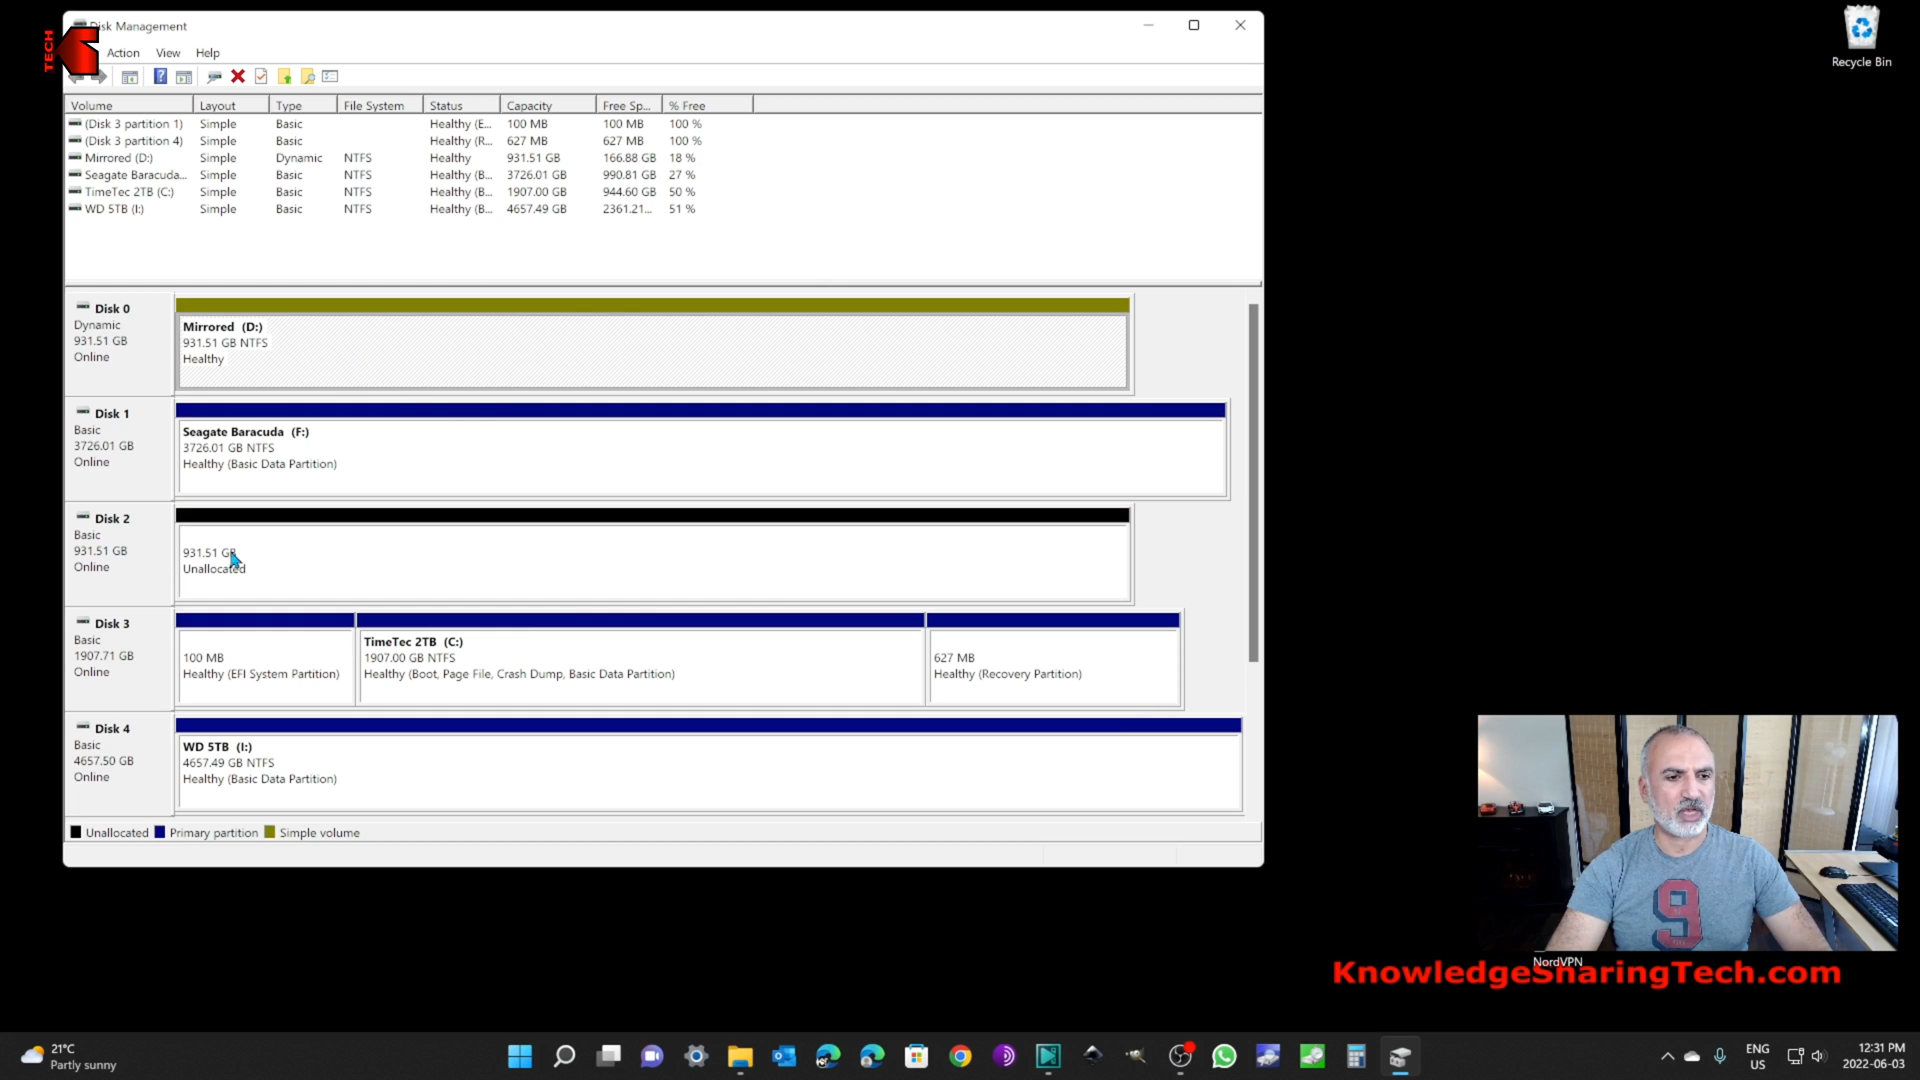 Disk Management
TECH
Action View Help
Volume Layout Type File System Status Capacity Free Sp... % Free
(Disk 3 partition 1) Simple Basic Healthy (E... 100 MB 100 MB 100 %
(Disk 3 partition 4) Simple Basic Healthy (R... 627 MB 627 MB 100 %
Mirrored (D:) Simple Dynamic NTFS Healthy 931.51 GB 166.88 GB 18 %
Seagate Baracuda... Simple Basic NTFS Healthy (B... 3726.01 GB 990.81 GB 27 %
TimeTec 2TB (C:) Simple Basic NTFS Healthy (B... 1907.00 GB 944.60 GB 50 %
WD 5TB (I:) Simple Basic NTFS Healthy (B... 4657.49 GB 2361.21... 51 %
Disk 0
Dynamic
931.51 GB
Online
Mirrored (D:)
931.51 GB NTFS
Healthy
Disk 1
Basic
3726.01 GB
Online
Seagate Baracuda (F:)
3726.01 GB NTFS
Healthy (Basic Data Partition)
Disk 2
Basic
931.51 GB
Online
931.51 GB
Unallocated
Disk 3
Basic
1907.71 GB
Online
100 MB
Healthy (EFI System Partition)
TimeTec 2TB (C:)
1907.00 GB NTFS
Healthy (Boot, Page File, Crash Dump, Basic Data Partition)
627 MB
Healthy (Recovery Partition)
Disk 4
Basic
4657.50 GB
Online
WD 5TB (I:)
4657.49 GB NTFS
Healthy (Basic Data Partition)
Unallocated Primary partition Simple volume
Recycle Bin
9
NordVPN
KnowledgeSharingTech.com
21°C
Partly sunny
ENG
US
12:31 PM
2022-06-03